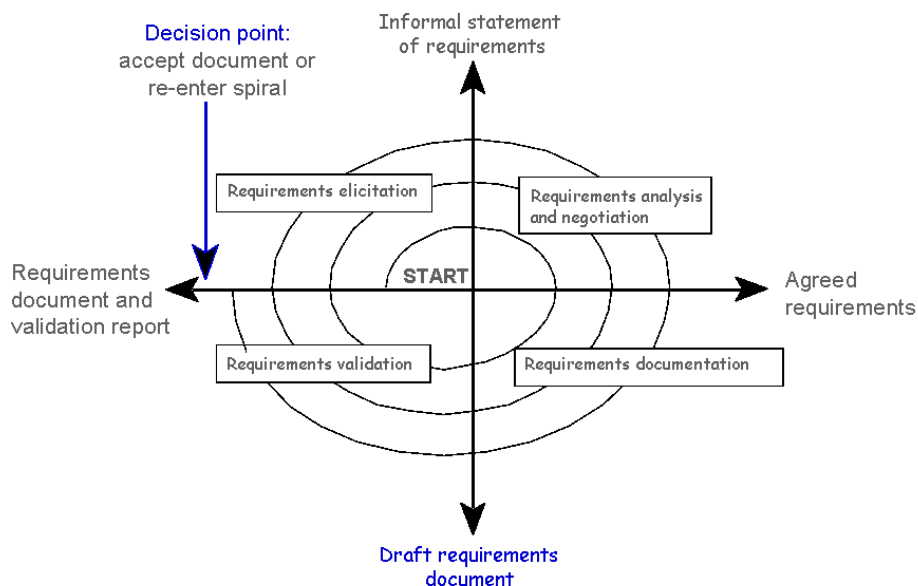 Informal statement
of requirements
Decision point:
accept document or
re-enter spiral
Requirements elicitation
Requirements analysis
and negotiation
START
Requirements
document and
validation report
Agreed
requirements
Requirements validation
Requirements documentation
Draft requirements
document